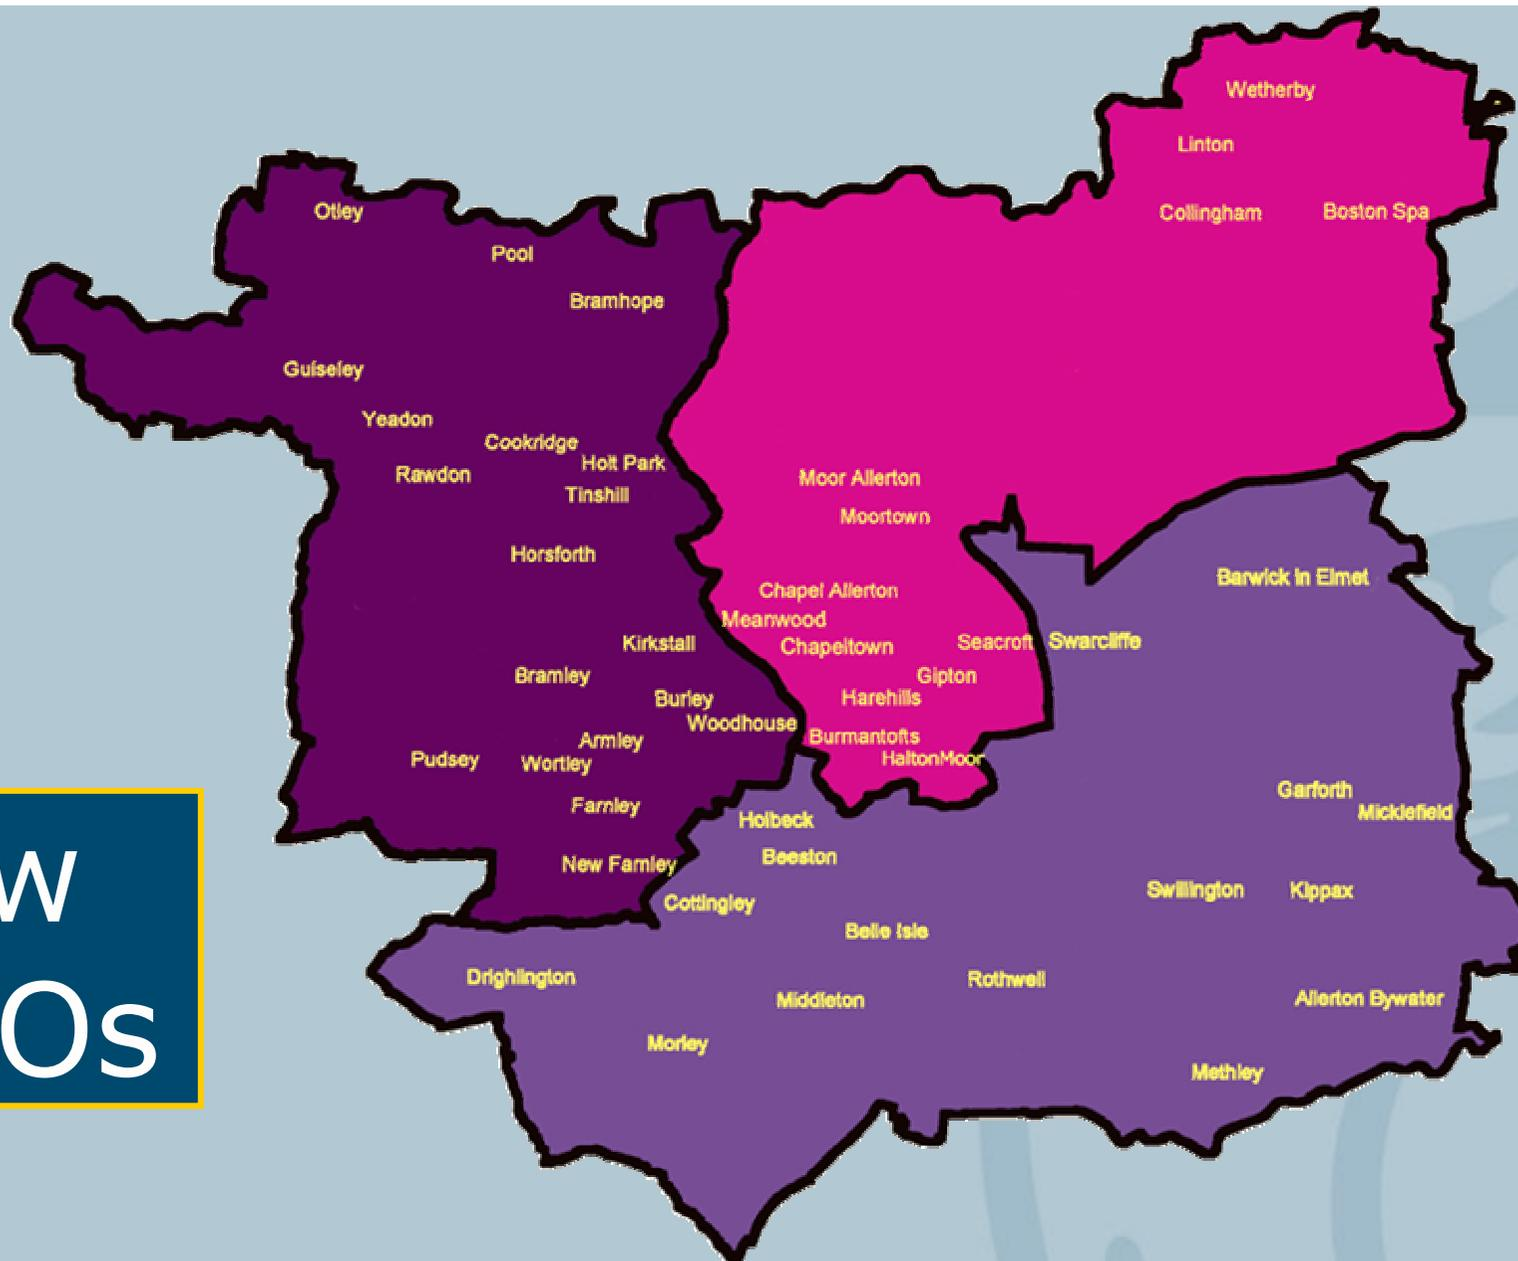 Wetherby
Linton
Collingham
Boston Spa
Otley
Pool
Bramhope
Guiseley
Yeadon
Cookridge
Holt Park
Rawdon
Tinshill
Horsforth
Kirkstall
Bramley
Burley
Woodhouse
Armley
Pudsey
Wortley
Farnley
New Farnley
Moor Allerton
Moortown
Chapel Allerton
Meanwood
Chapeltown
Seacroft
Gipton
Harehills
Burmantofts
HaltonMoor
Barwick in Elmet
Swarcliffe
Garforth
Micklefield
Holbeck
Beeston
Swillington
Kippax
Cottingley
Belle Isle
Drighlington
Rothwell
Middleton
Allerton Bywater
Morley
Methley
w
Os